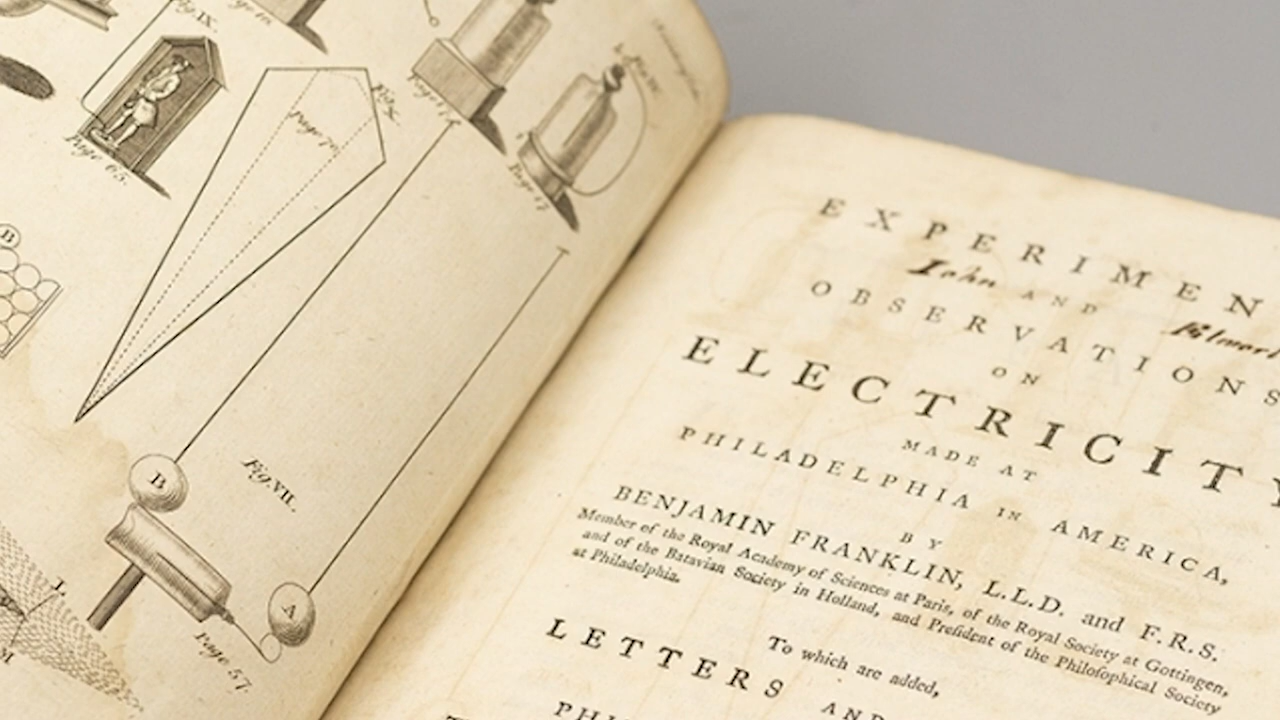 Fig. IX.
Page 65.
Fig. X
B
B
Fig. VII.
A
L
M
Page 57
EXPERIMEN
John
AND
OBSERVATIONS
ON
ELECTRICITY
MADE AT
PHILADELPHIA IN AMERICA,
BY
BENJAMIN FRANKLIN, L.L.D. and F.R.S.
Member of the Royal Academy of Sciences at Paris, of the Royal Society at Gottingen,
and of the Batavian Society in Holland, and Preſident of the Philoſophical Society
at Philadelphia.
To which are added,
LETTERS AND